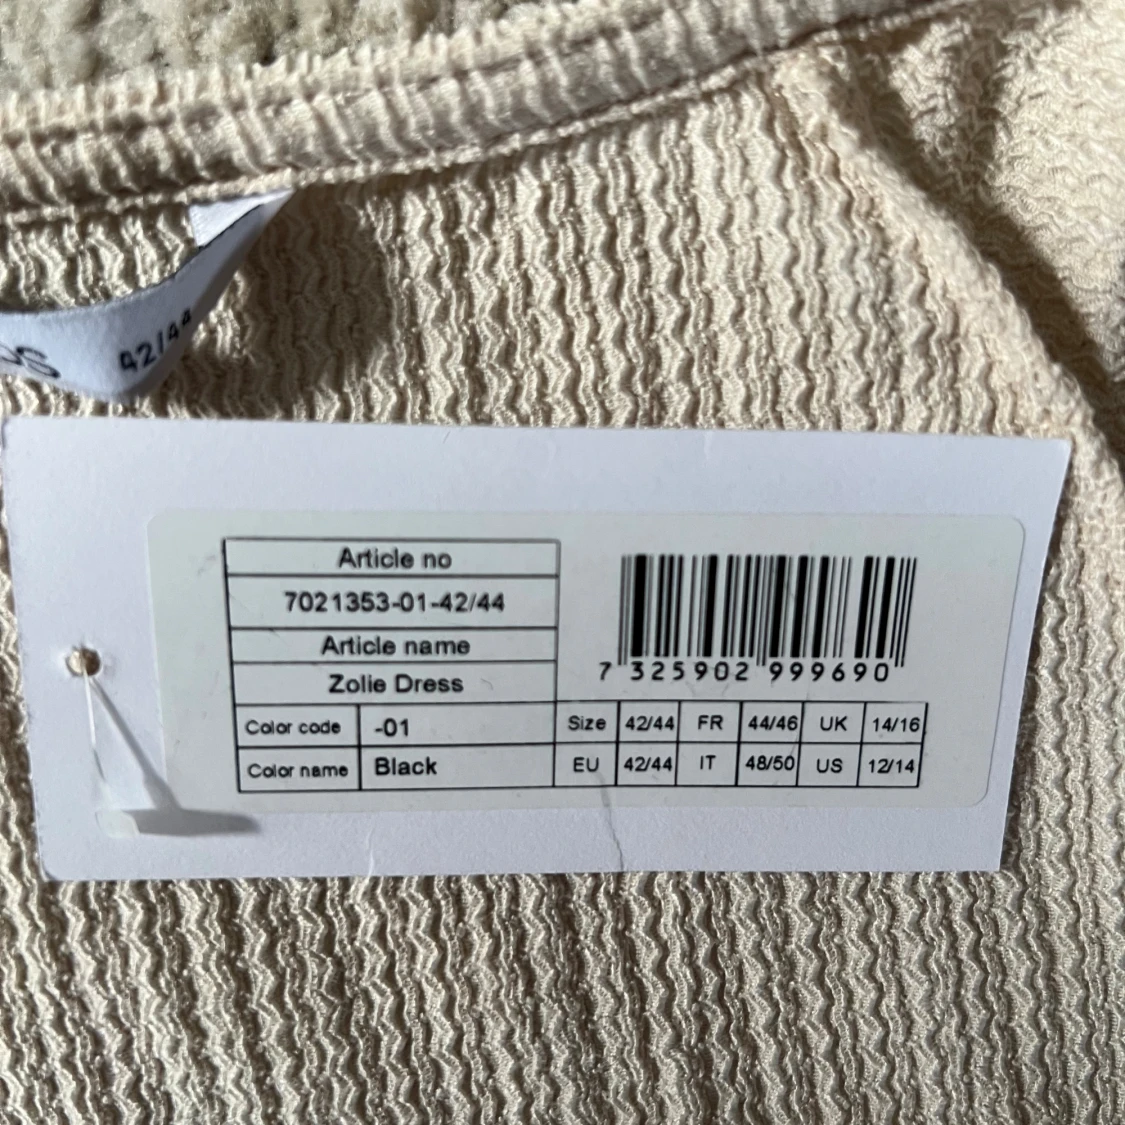 42/44
Article no
7021353-01-42/44
Article name
Zolie Dress
7 325902 999690
Color code -01 Size 42/44 FR 44/46 UK 14/16
Color name Black EU 42/44 IT 48/50 US 12/14